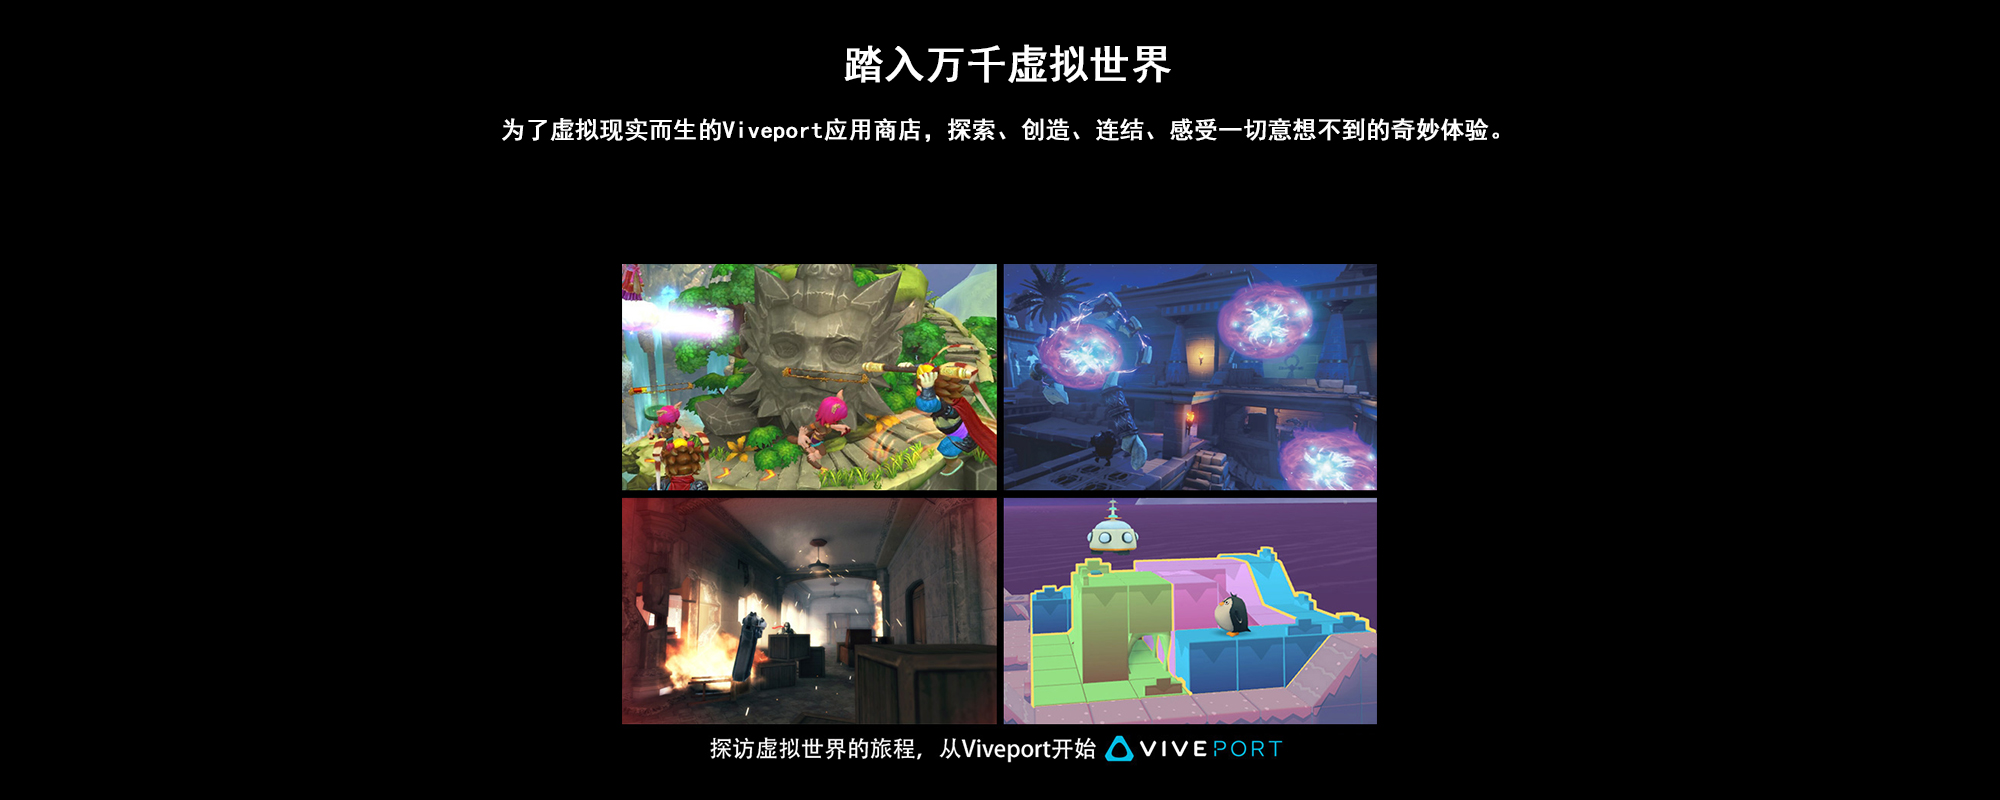 踏入万千虚拟世界
为了虚拟现实而生的Viveport应用商店，探索、创造、连结、感受一切意想不到的奇妙体验。
探访虚拟世界的旅程，从Viveport开始 VIVEPORT